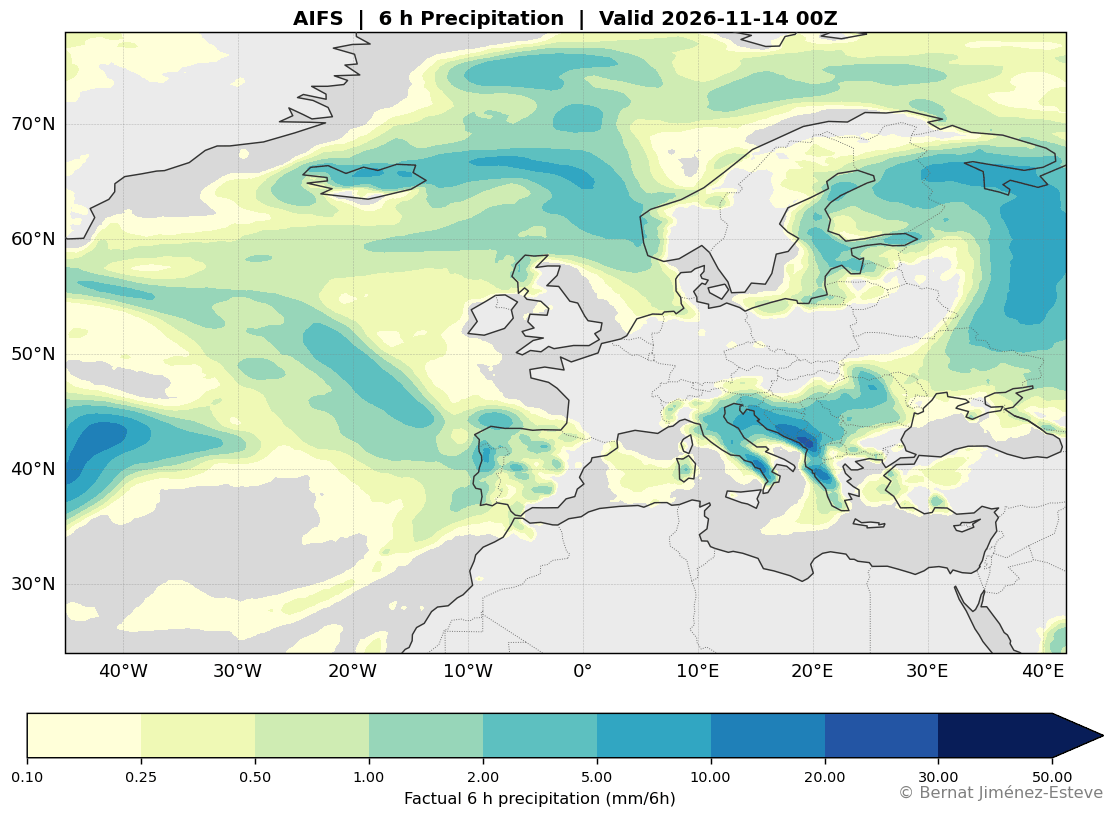 AIFS | 6 h Precipitation | Valid 2026-11-14 00Z
70°N
60°N
50°N
40°N
30°N
40°W 30°W 20°W 10°W 0° 10°E 20°E 30°E 40°E
0.10 0.25 0.50 1.00 2.00 5.00 10.00 20.00 30.00 50.00
Factual 6 h precipitation (mm/6h)
© Bernat Jiménez-Esteve